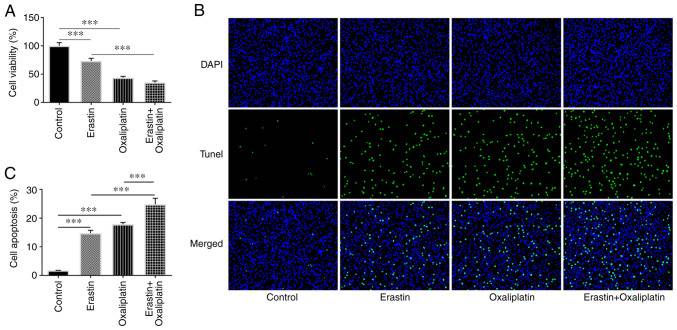 A
Cell viability (%)
150
100
50
0
***
***
***
Control
Erastin
Oxaliplatin
Erastin+
Oxaliplatin
B
DAPI
Tunel
Merged
Control
Erastin
Oxaliplatin
Erastin+Oxaliplatin
C
Cell apoptosis (%)
30
20
10
0
***
***
***
***
Control
Erastin
Oxaliplatin
Erastin+
Oxaliplatin